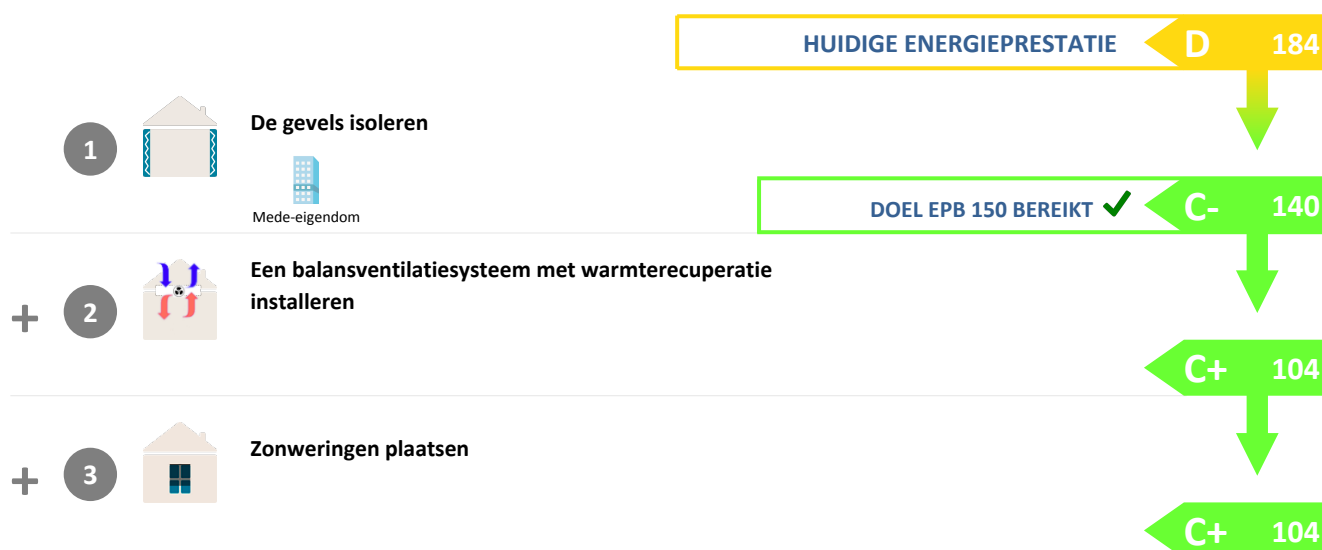 HUIDIGE ENERGIEPRESTATIE D 184
1 De gevels isoleren
Mede-eigendom
DOEL EPB 150 BEREIKT ✔ C- 140
Een balansventilatiesysteem met warmterecuperatie
+ 2 installeren
C+ 104
Zonweringen plaatsen
+ 3
C+ 104